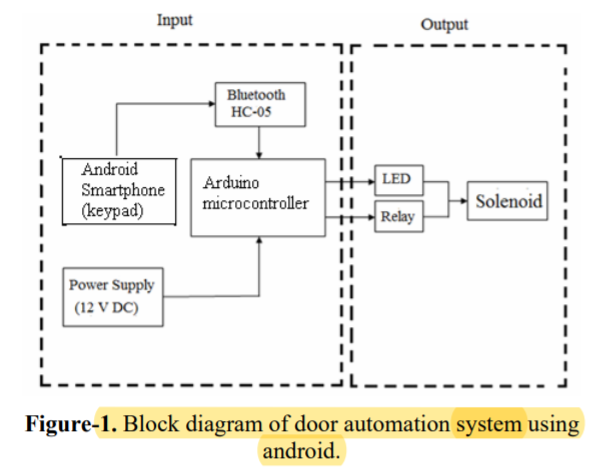 Input
Output
Bluetooth
HC-05
Android
Smartphone
(keypad)
Arduino
microcontroller
LED
Relay
Solenoid
Power Supply
(12 V DC)
Figure-1. Block diagram of door automation system using
android.